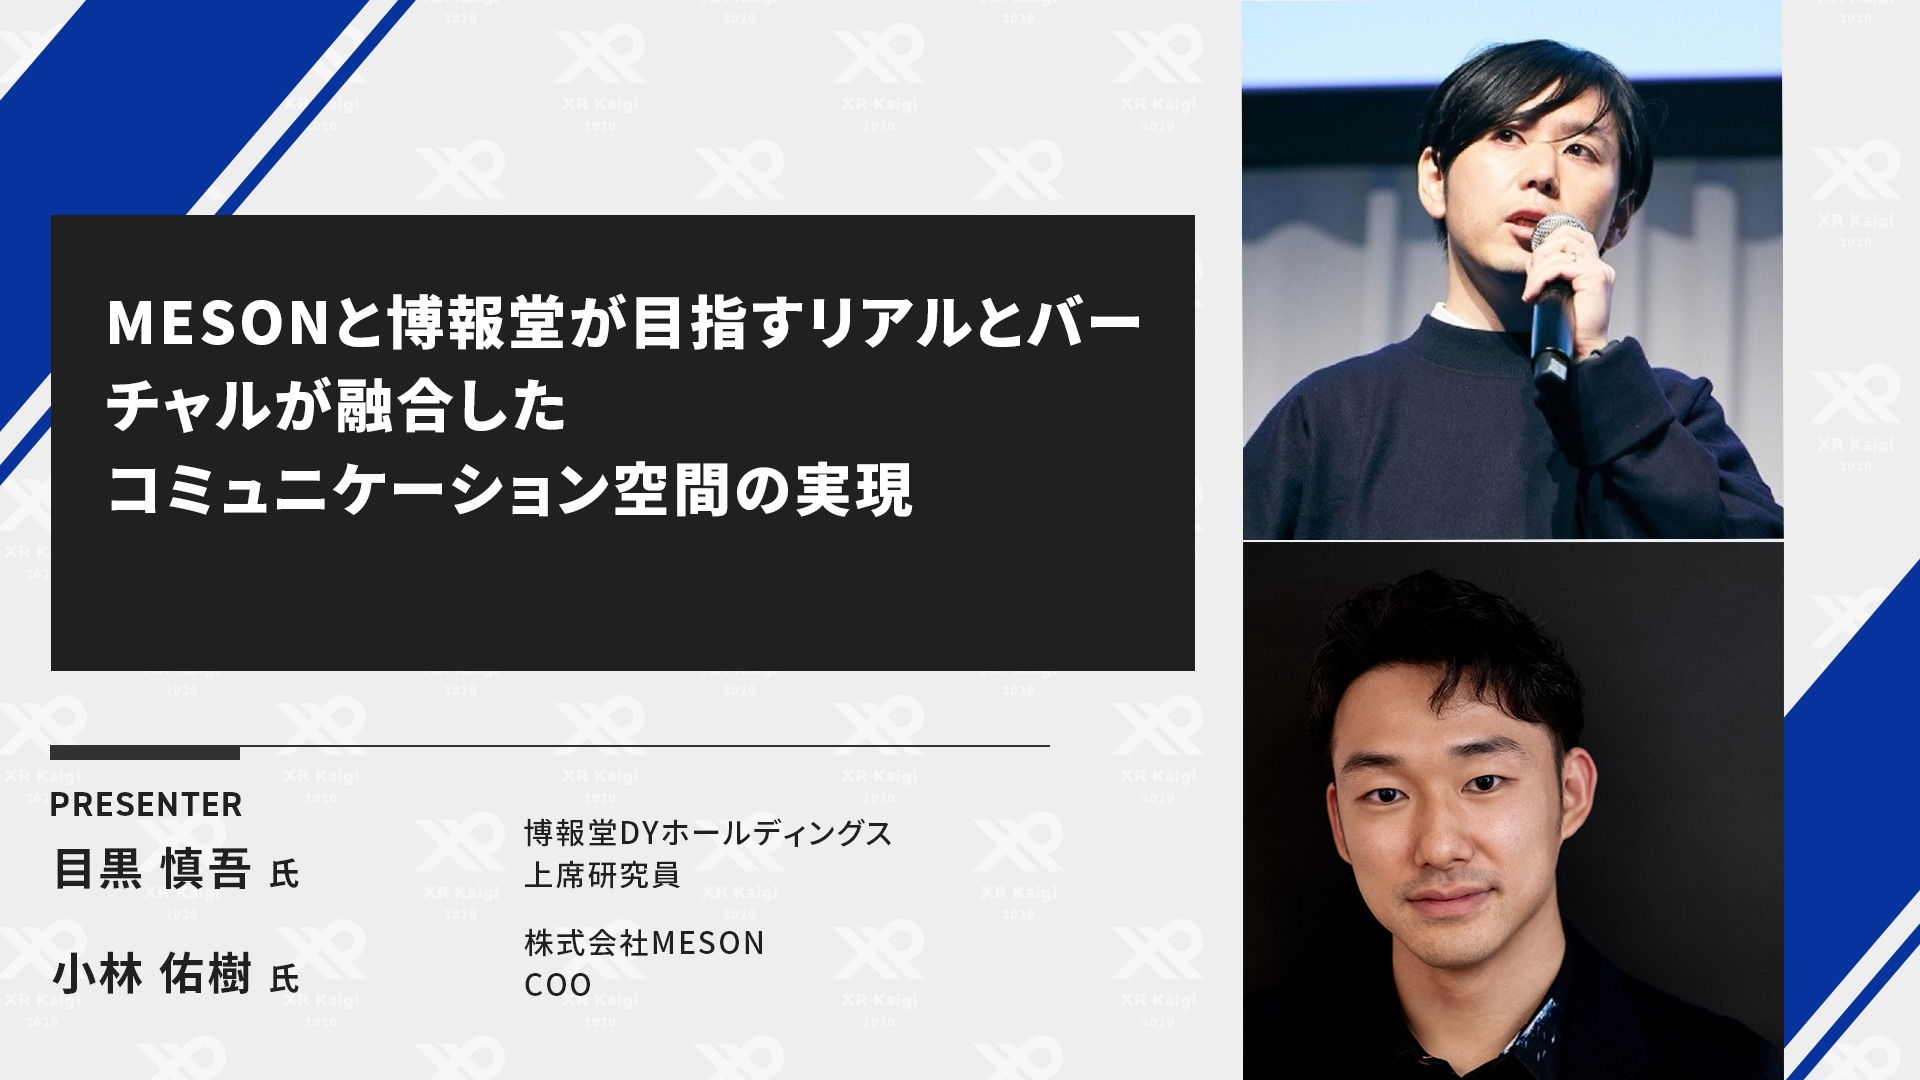 MESONと博報堂が目指すリアルとバー
チャルが融合した
コミュニケーション空間の実現
PRESENTER
目黒 慎吾 氏
博報堂DYホールディングス
上席研究員
小林 佑樹 氏
株式会社MESON
COO
XR Kaigi
2020